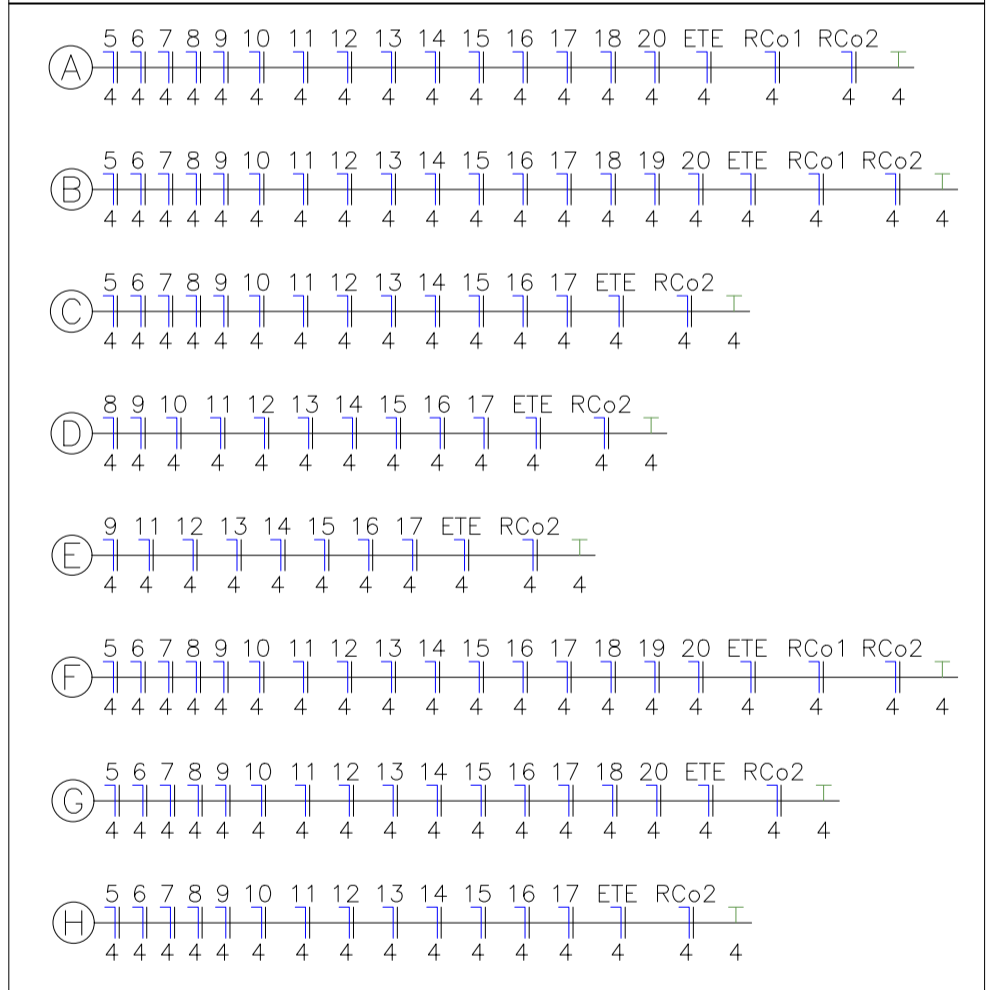 5 6 7 8 9 10 11 12 13 14 15 16 17 18 20 ETE RCo1 RCo2
A
4 4 4 4 4 4 4 4 4 4 4 4 4 4 4 4 4 4 4
5 6 7 8 9 10 11 12 13 14 15 16 17 18 19 20 ETE RCo1 RCo2
B
4 4 4 4 4 4 4 4 4 4 4 4 4 4 4 4 4 4 4 4
5 6 7 8 9 10 11 12 13 14 15 16 17 ETE RCo2
C
4 4 4 4 4 4 4 4 4 4 4 4 4 4 4 4
8 9 10 11 12 13 14 15 16 17 ETE RCo2
D
4 4 4 4 4 4 4 4 4 4 4 4 4
9 11 12 13 14 15 16 17 ETE RCo2
E
4 4 4 4 4 4 4 4 4 4 4
5 6 7 8 9 10 11 12 13 14 15 16 17 18 19 20 ETE RCo1 RCo2
F
4 4 4 4 4 4 4 4 4 4 4 4 4 4 4 4 4 4 4 4
5 6 7 8 9 10 11 12 13 14 15 16 17 18 20 ETE RCo2
G
4 4 4 4 4 4 4 4 4 4 4 4 4 4 4 4 4 4
5 6 7 8 9 10 11 12 13 14 15 16 17 ETE RCo2
H
4 4 4 4 4 4 4 4 4 4 4 4 4 4 4 4